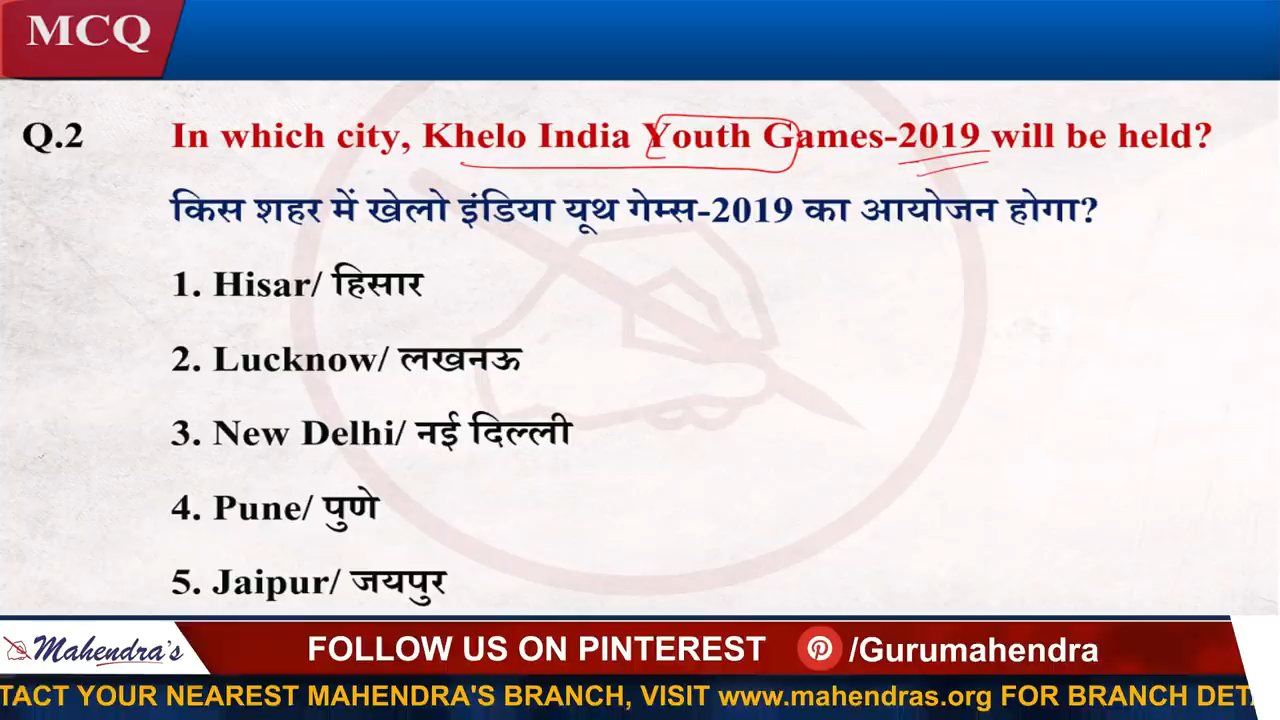 MCQ
Q.2 In which city, Khelo India Youth Games-2019 will be held?
किस शहर में खेलो इंडिया यूथ गेम्स-2019 का आयोजन होगा?
1. Hisar/ हिसार
2. Lucknow/ लखनऊ
3. New Delhi/ नई दिल्ली
4. Pune/ पुणे
5. Jaipur/ जयपुर
Mahendra's FOLLOW US ON PINTEREST /Gurumahendra
TACT YOUR NEAREST MAHENDRA'S BRANCH, VISIT www.mahendras.org FOR BRANCH DETA